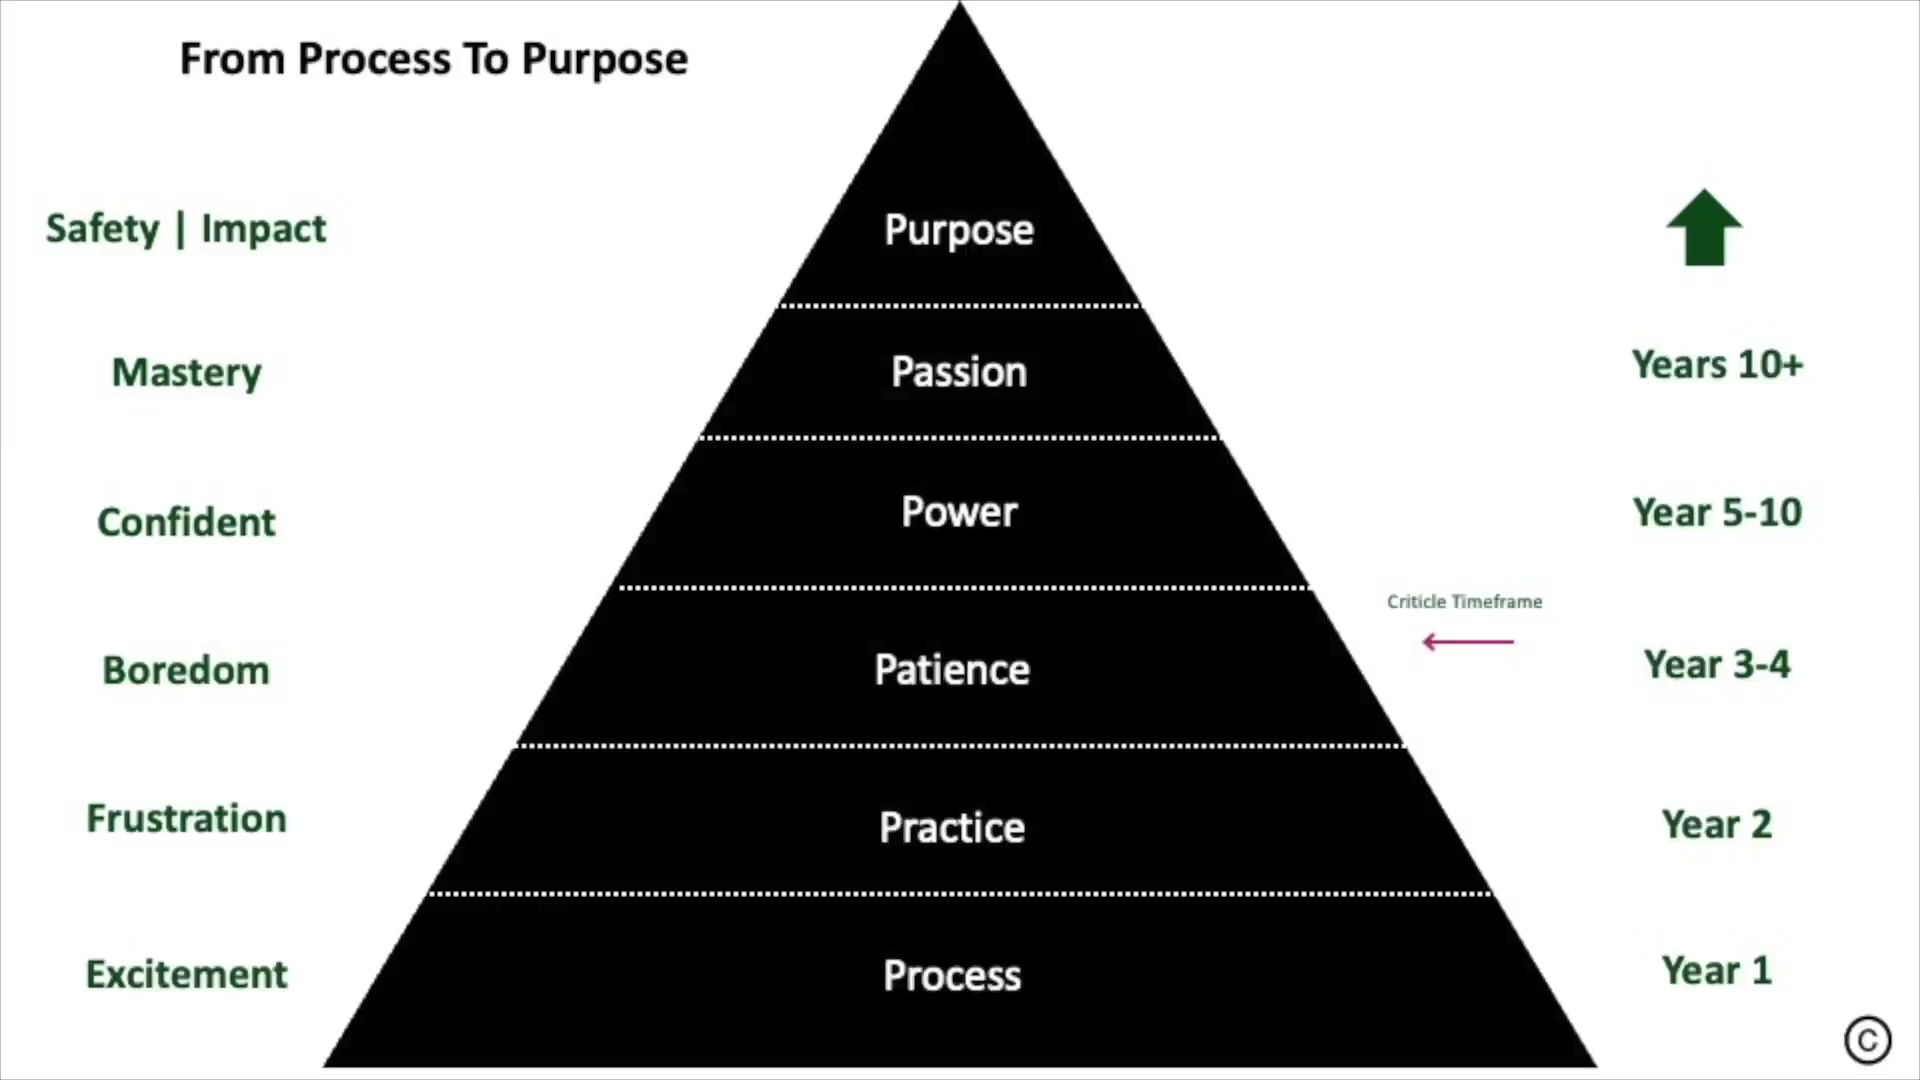 From Process To Purpose
Safety | Impact
Purpose
Mastery
Passion
Years 10+
Confident
Power
Year 5-10
Criticle Timeframe
Boredom
Patience
Year 3-4
Frustration
Practice
Year 2
Excitement
Process
Year 1
©